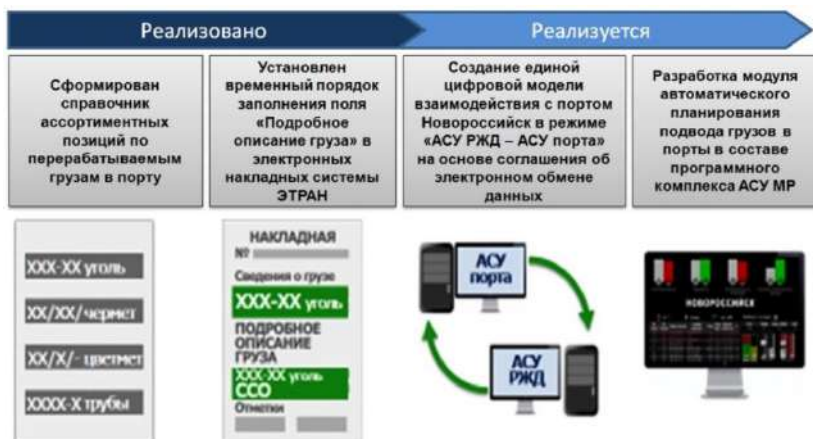 Реализовано
Реализуется
Сформирован
справочник
ассортиментных
позиций по
перерабатываемым
грузам в порту
Установлен
временный порядок
заполнения поля
«Подробное
описание груза» в
электронных
накладных системы
ЭТРАН
Создание единой
цифровой модели
взаимодействия с портом
Новороссийск в режиме
«АСУ РЖД – АСУ порта»
на основе соглашения об
электронном обмене
данных
Разработка модуля
автоматического
планирования
подвода грузов в
порты в составе
программного
комплекса АСУ МР
XXX-XX уголь
XX/XX/чермет
XX/X/- цветмет
XXXX-X трубы
НАКЛАДНАЯ
№
Сведения о грузе
XXX-XX уголь
ПОДРОБНОЕ
ОПИСАНИЕ
ГРУЗА
XXX-XX уголь
ССО
Отметки
АСУ
порта
АСУ
РЖД
НОВОРОССИЙСК